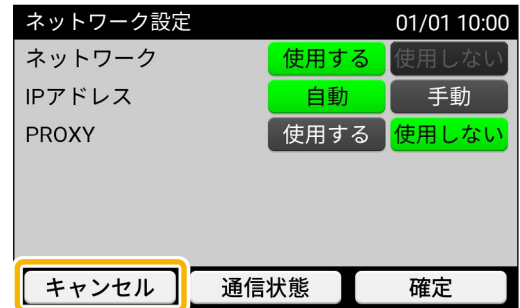 ネットワーク設定 01/01 10:00
ネットワーク 使用する 使用しない
IPアドレス 自動 手動
PROXY 使用する 使用しない
キャンセル 通信状態 確定